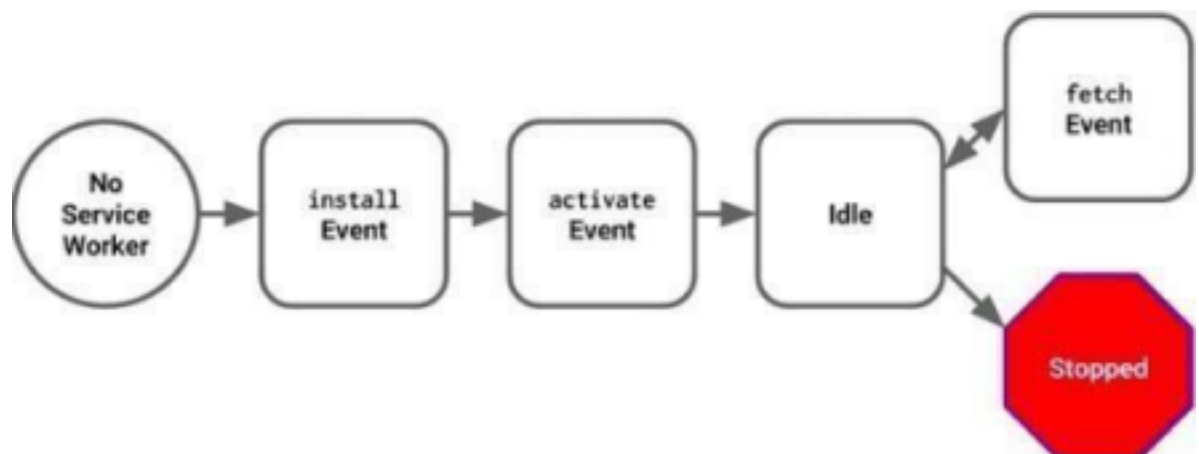 No
Service
Worker
install
Event
activate
Event
Idle
fetch
Event
Stopped